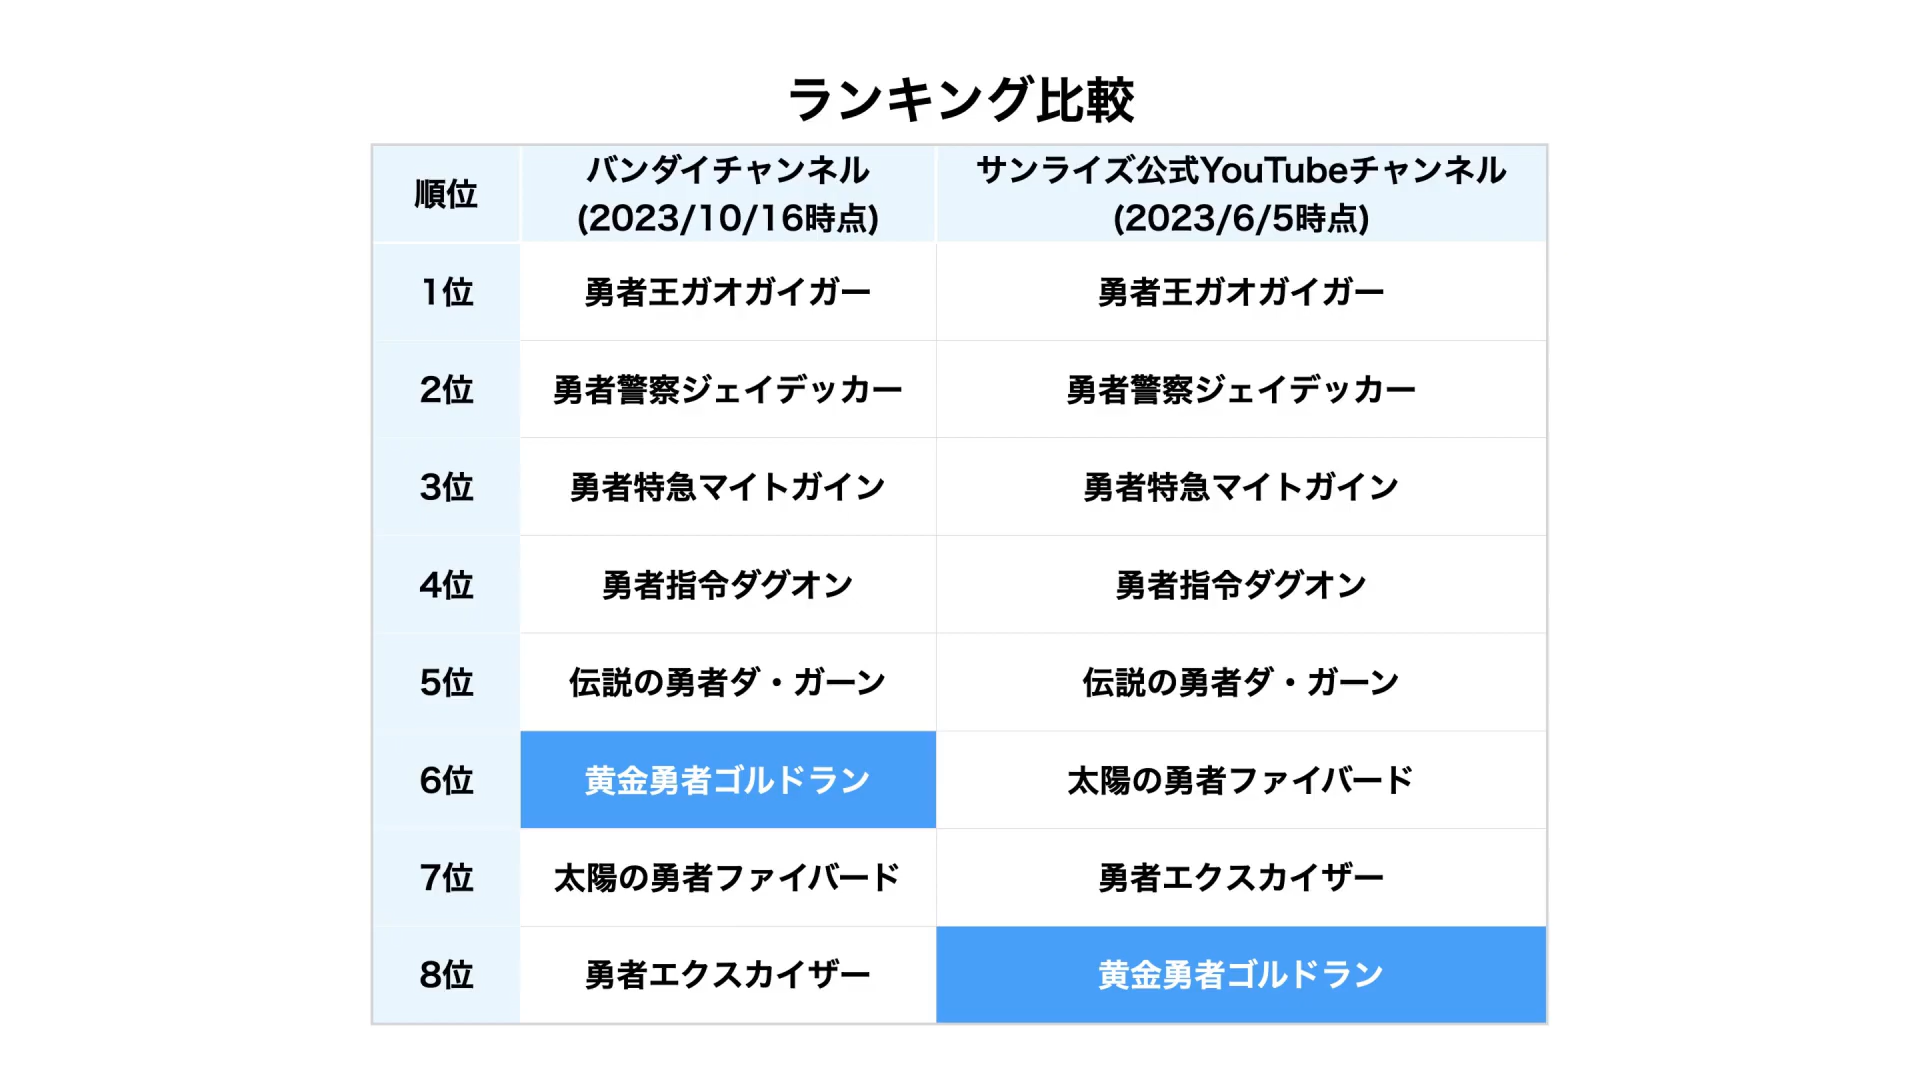 ランキング比較
順位
バンダイチャンネル
(2023/10/16時点)
サンライズ公式YouTubeチャンネル
(2023/6/5時点)
1位
勇者王ガオガイガー
勇者王ガオガイガー
2位
勇者警察ジェイデッカー
勇者警察ジェイデッカー
3位
勇者特急マイトガイン
勇者特急マイトガイン
4位
勇者指令ダグオン
勇者指令ダグオン
5位
伝説の勇者ダ・ガーン
伝説の勇者ダ・ガーン
6位
黄金勇者ゴルドラン
太陽の勇者ファイバード
7位
太陽の勇者ファイバード
勇者エクスカイザー
8位
勇者エクスカイザー
黄金勇者ゴルドラン